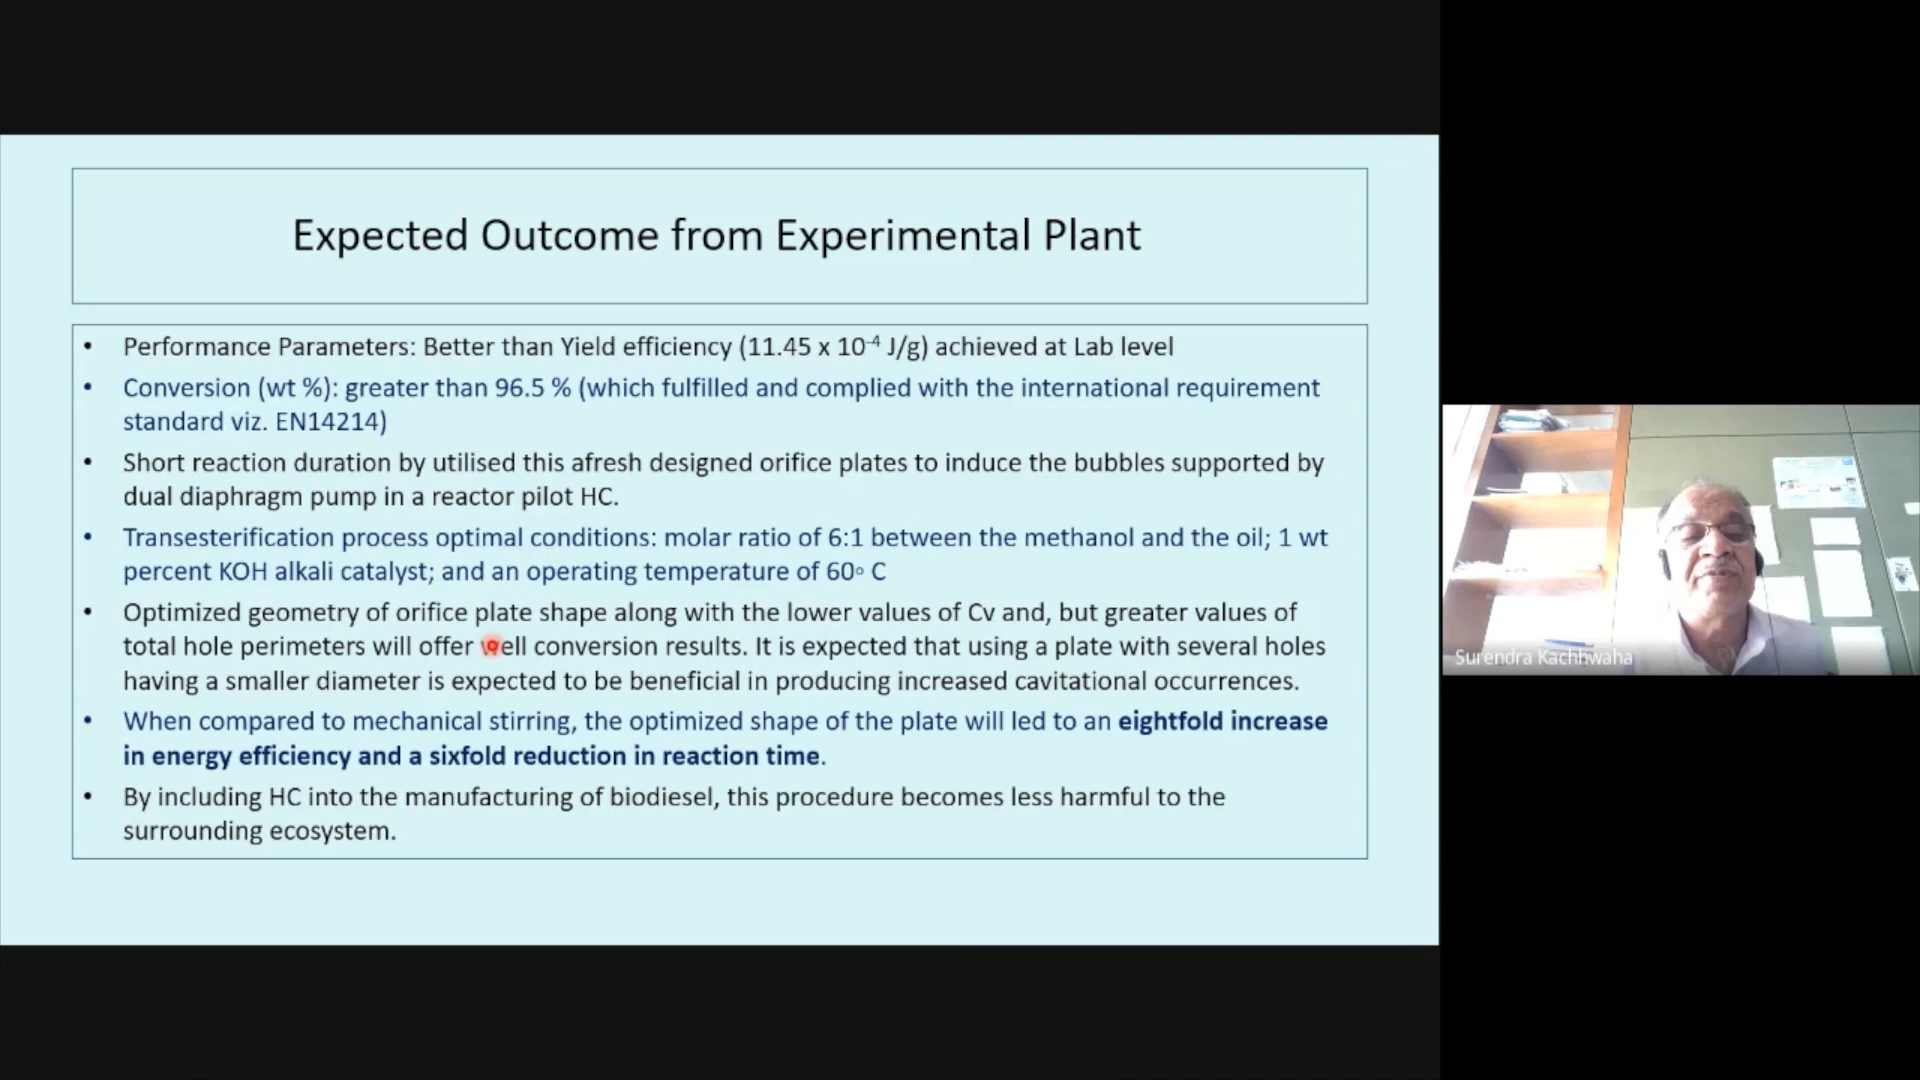 Expected Outcome from Experimental Plant
• Performance Parameters: Better than Yield efficiency (11.45 x 10⁻⁴ J/g) achieved at Lab level
• Conversion (wt %): greater than 96.5 % (which fulfilled and complied with the international requirement
standard viz. EN14214)
• Short reaction duration by utilised this afresh designed orifice plates to induce the bubbles supported by
dual diaphragm pump in a reactor pilot HC.
• Transesterification process optimal conditions: molar ratio of 6:1 between the methanol and the oil; 1 wt
percent KOH alkali catalyst; and an operating temperature of 60° C
• Optimized geometry of orifice plate shape along with the lower values of Cv and, but greater values of
total hole perimeters will offer well conversion results. It is expected that using a plate with several holes
having a smaller diameter is expected to be beneficial in producing increased cavitational occurrences.
• When compared to mechanical stirring, the optimized shape of the plate will led to an eightfold increase
in energy efficiency and a sixfold reduction in reaction time.
• By including HC into the manufacturing of biodiesel, this procedure becomes less harmful to the
surrounding ecosystem.
Surendra Kachhwaha